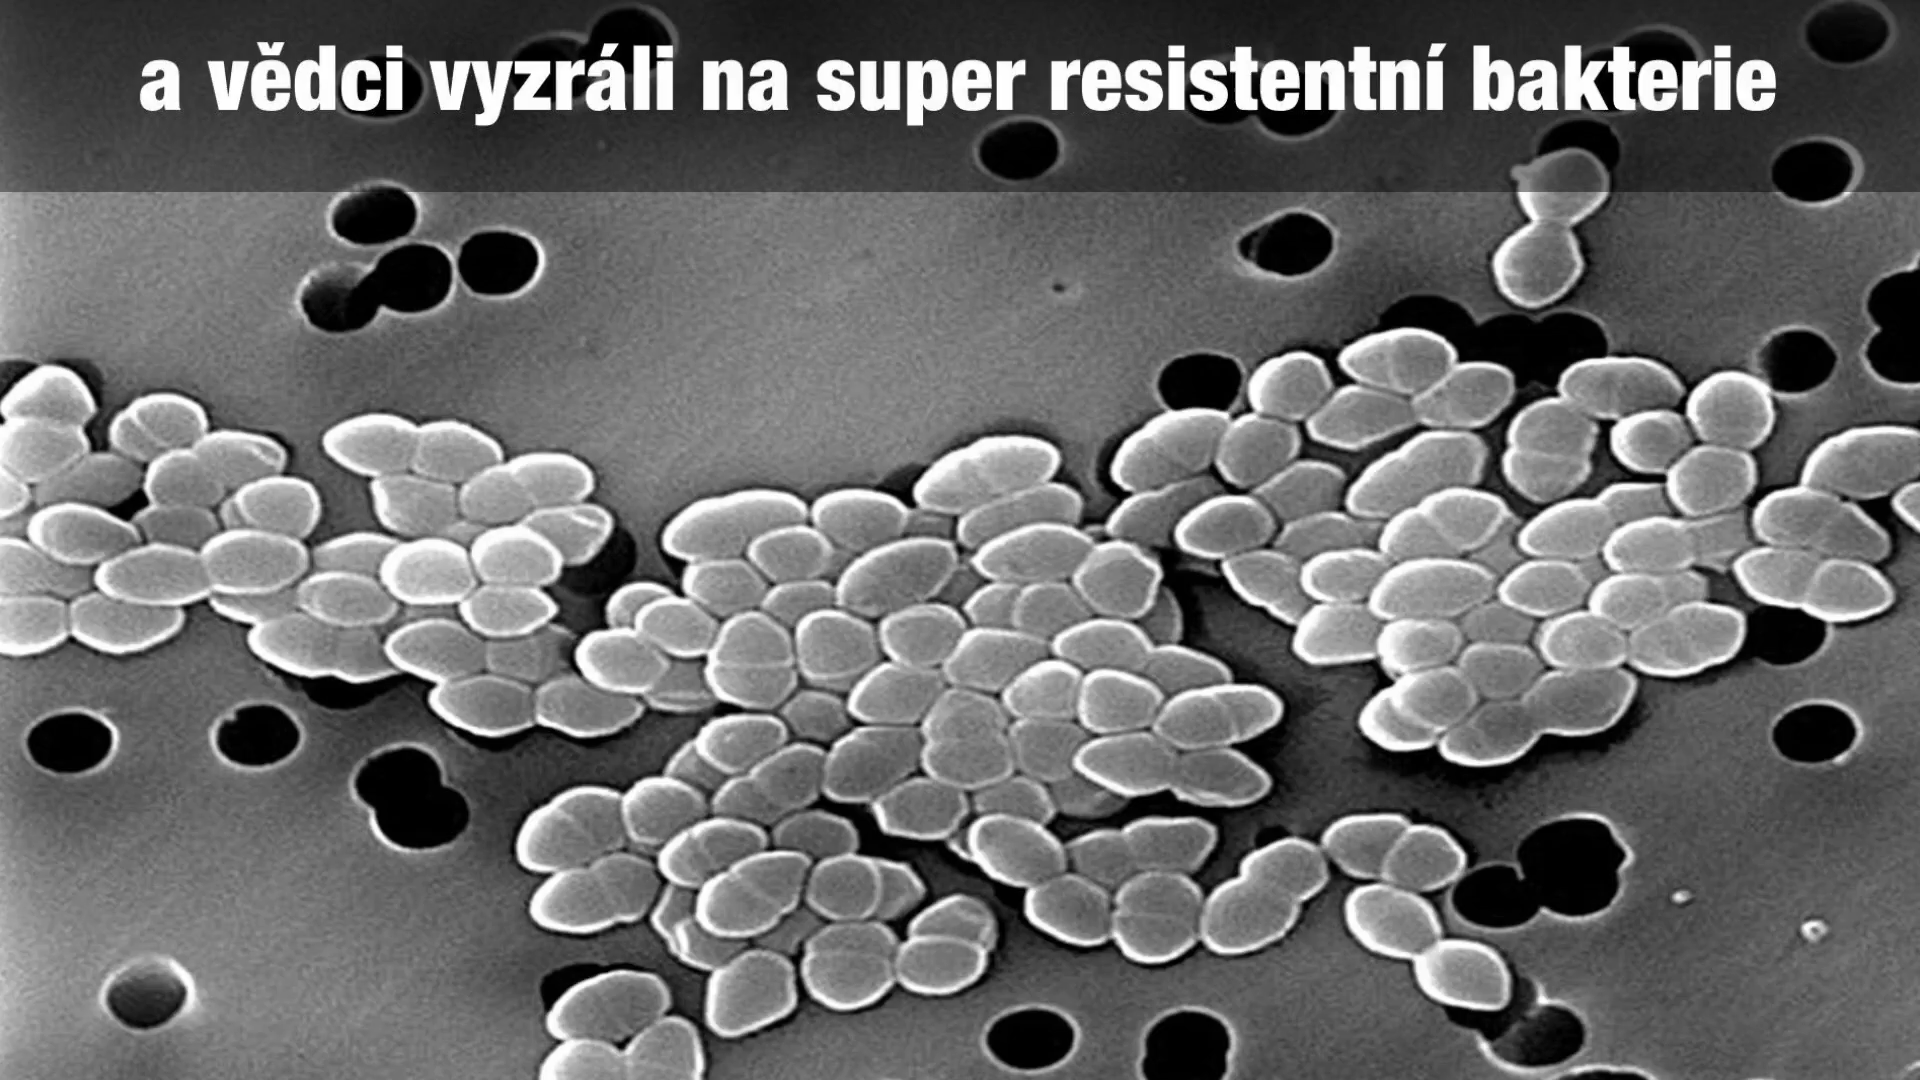 a vědci vyzráli na super resistentní bakterie